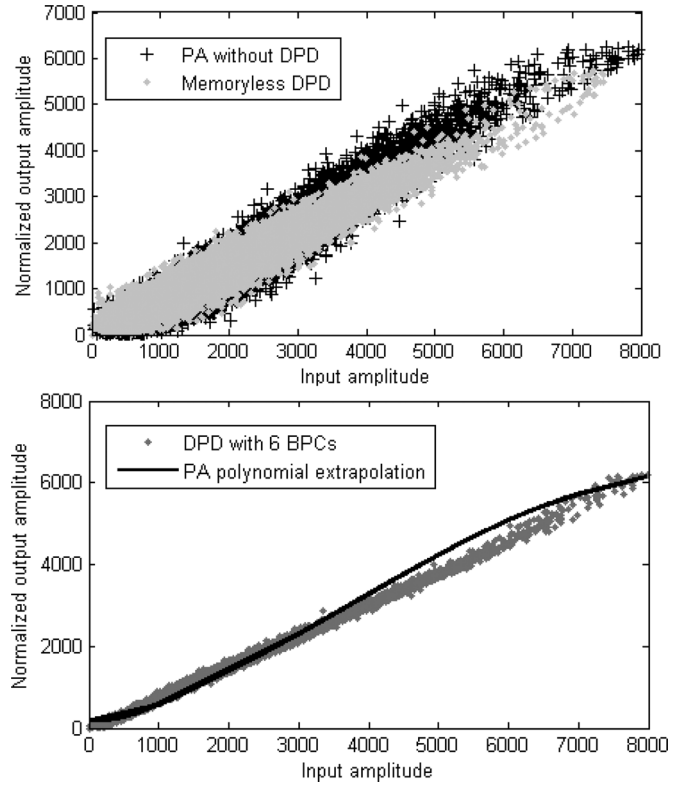 7000
6000
5000
4000
3000
2000
1000
0
Normalized output amplitude
PA without DPD
Memoryless DPD
0 1000 2000 3000 4000 5000 6000 7000 8000
Input amplitude
8000
6000
4000
2000
0
Normalized output amplitude
DPD with 6 BPCs
PA polynomial extrapolation
0 1000 2000 3000 4000 5000 6000 7000 8000
Input amplitude